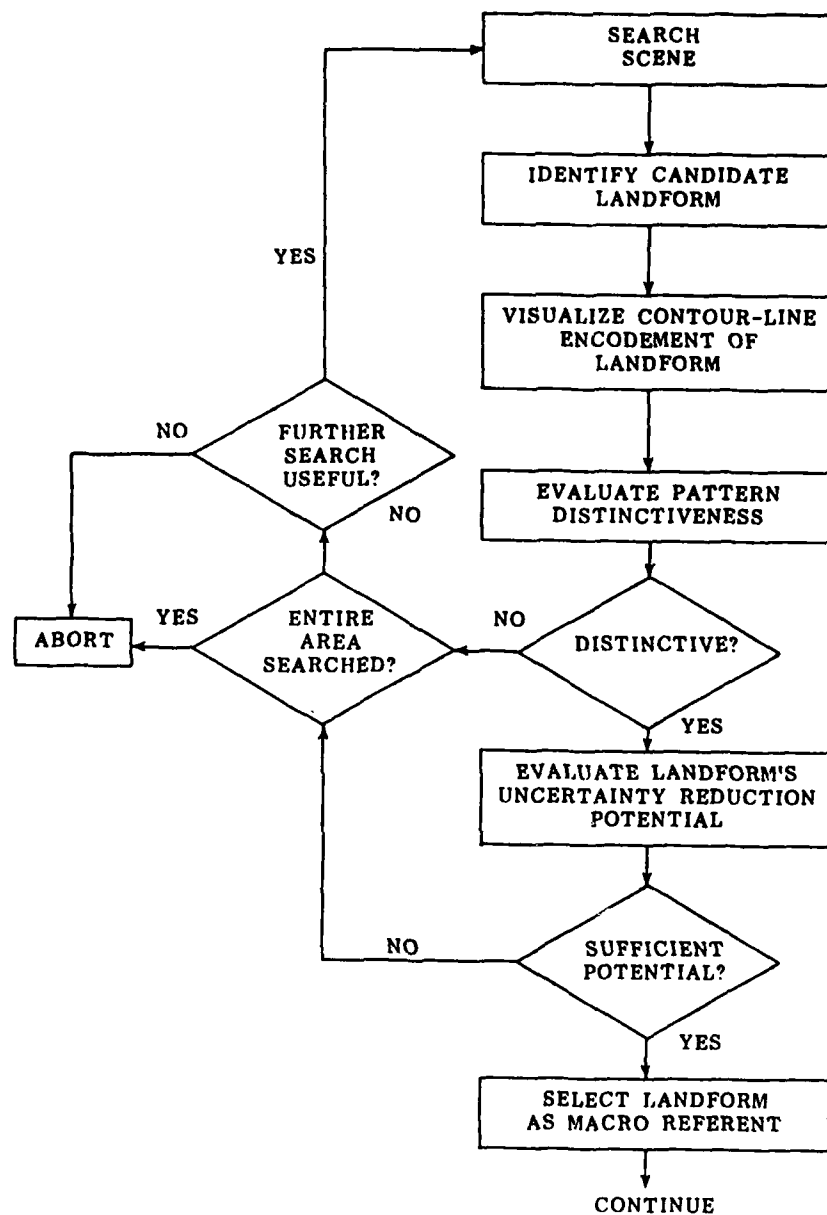 SEARCH
SCENE
IDENTIFY CANDIDATE
LANDFORM
YES
VISUALIZE CONTOUR-LINE
ENCODEMENT OF
LANDFORM
NO
FURTHER
SEARCH
USEFUL?
NO
EVALUATE PATTERN
DISTINCTIVENESS
ABORT
YES
ENTIRE
AREA
SEARCHED?
NO
DISTINCTIVE?
YES
EVALUATE LANDFORM'S
UNCERTAINTY REDUCTION
POTENTIAL
NO
SUFFICIENT
POTENTIAL?
YES
SELECT LANDFORM
AS MACRO REFERENT
CONTINUE